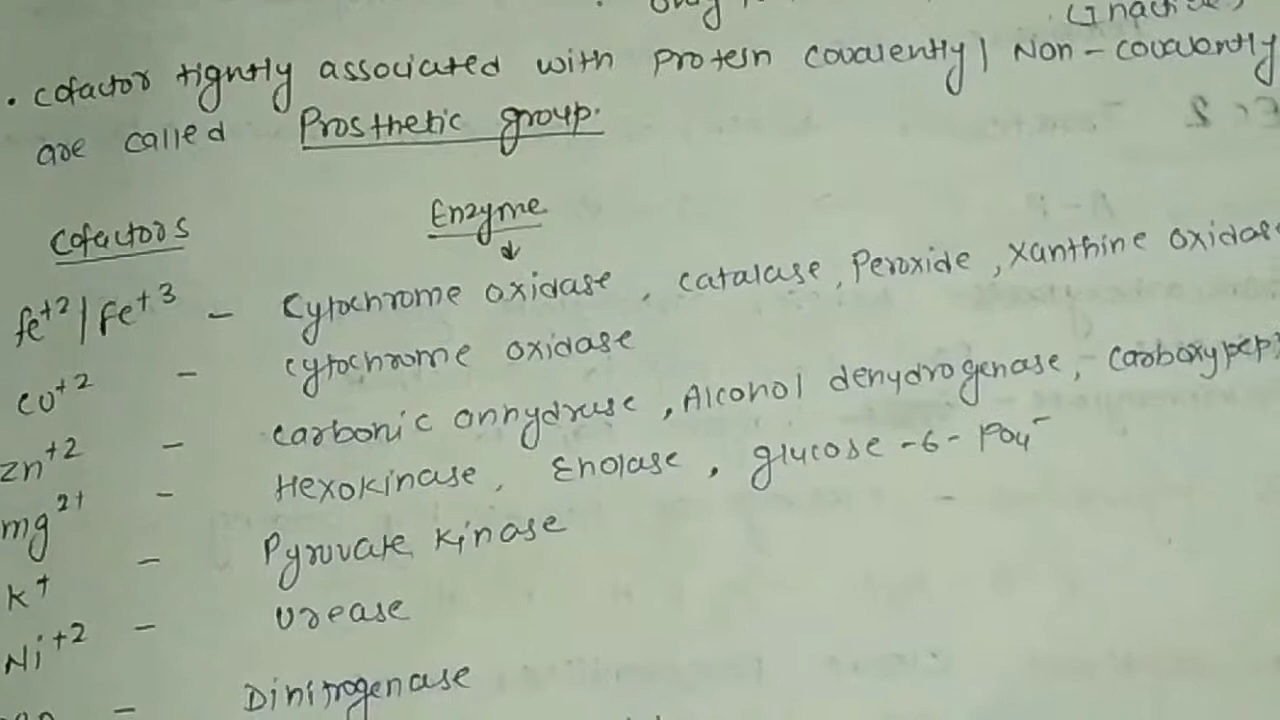 (Inactive)
• cofactor tightly associated with Protein covalently/ Non-covalently
are called Prosthetic group.
Cofactors Enzyme
fe+2/Fe+3 - Cytochrome oxidase, catalase, Peroxide, Xanthine oxidase
cu+2 - cytochrome oxidase
Zn+2 - carbonic anhydrase, Alcohol dehydrogenase, Carboxypep
mg2+ - Hexokinase, Enolase, glucose-6-PO4-
K+ - Pyruvate kinase
Ni+2 - Urease
- Dinitrogenase